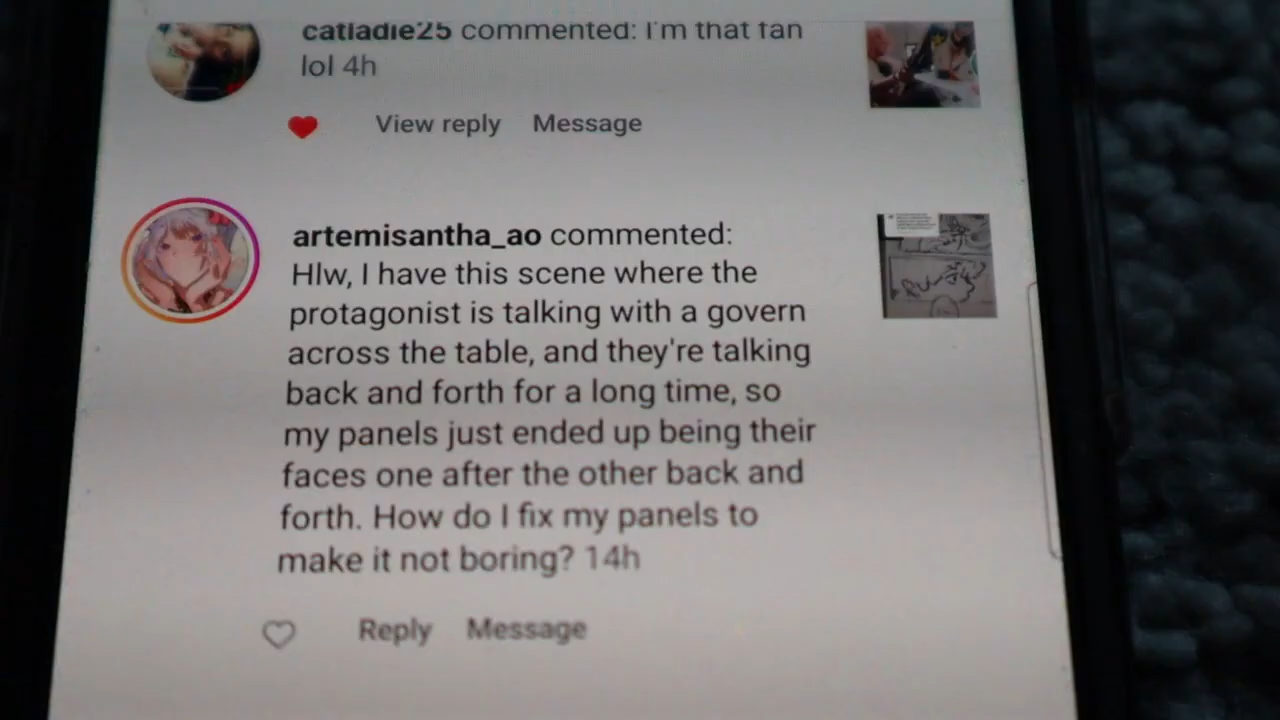 catladie25 commented: I'm that fan
lol 4h
View reply Message
artemisantha_ao commented:
Hlw, I have this scene where the
protagonist is talking with a govern
across the table, and they're talking
back and forth for a long time, so
my panels just ended up being their
faces one after the other back and
forth. How do I fix my panels to
make it not boring? 14h
Reply Message